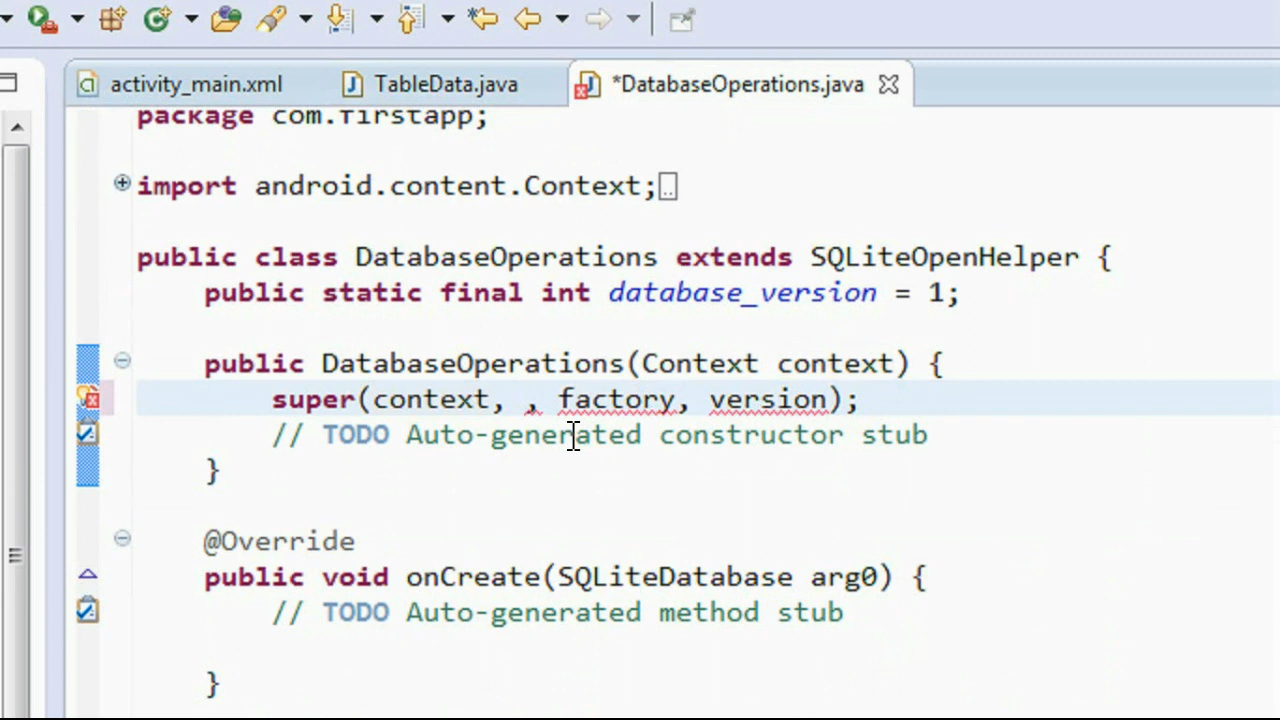 activity_main.xml TableData.java *DatabaseOperations.java
package com.firstapp;
import android.content.Context;
public class DatabaseOperations extends SQLiteOpenHelper {
public static final int database_version = 1;
public DatabaseOperations(Context context) {
super(context, , factory, version);
// TODO Auto-generated constructor stub
}
@Override
public void onCreate(SQLiteDatabase arg0) {
// TODO Auto-generated method stub
}